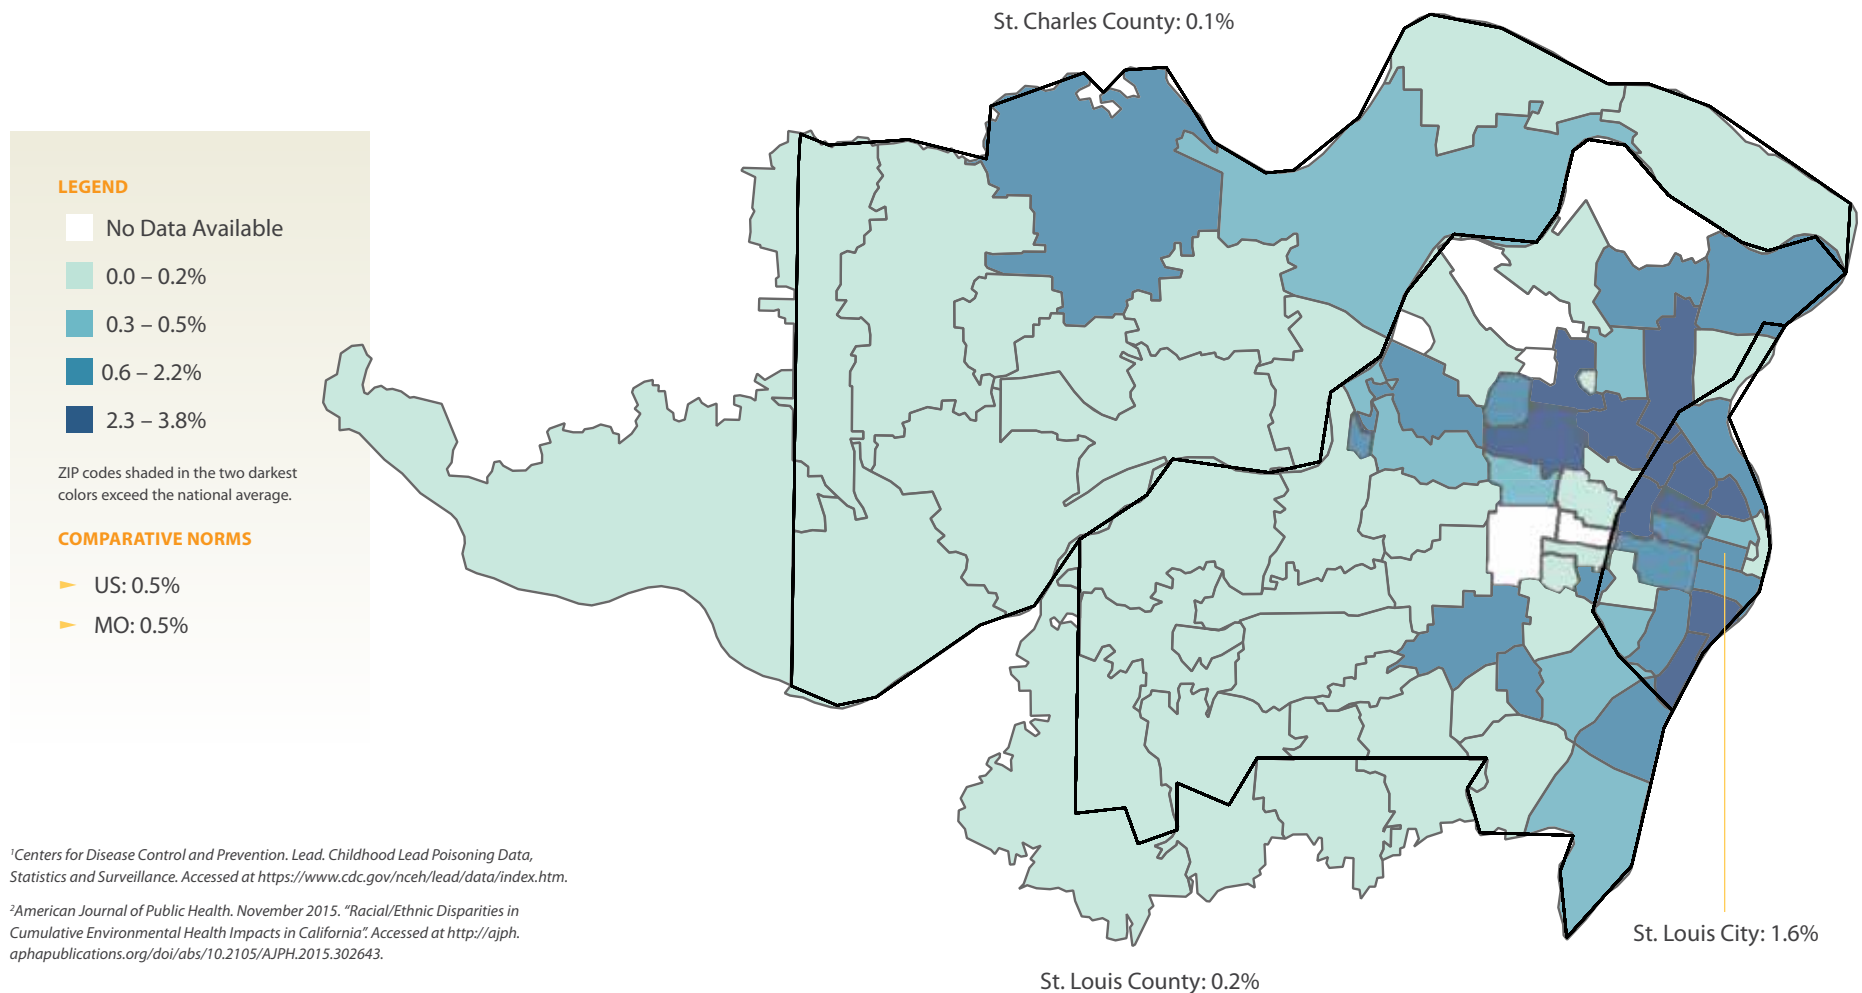 St. Charles County: 0.1%
LEGEND
No Data Available
0.0 – 0.2%
0.3 – 0.5%
0.6 – 2.2%
2.3 – 3.8%
ZIP codes shaded in the two darkest
colors exceed the national average.
COMPARATIVE NORMS
US: 0.5%
MO: 0.5%
¹Centers for Disease Control and Prevention. Lead. Childhood Lead Poisoning Data,
Statistics and Surveillance. Accessed at https://www.cdc.gov/nceh/lead/data/index.htm.
²American Journal of Public Health. November 2015. “Racial/Ethnic Disparities in
Cumulative Environmental Health Impacts in California”. Accessed at http://ajph.
aphapublications.org/doi/abs/10.2105/AJPH.2015.302643.
St. Louis City: 1.6%
St. Louis County: 0.2%